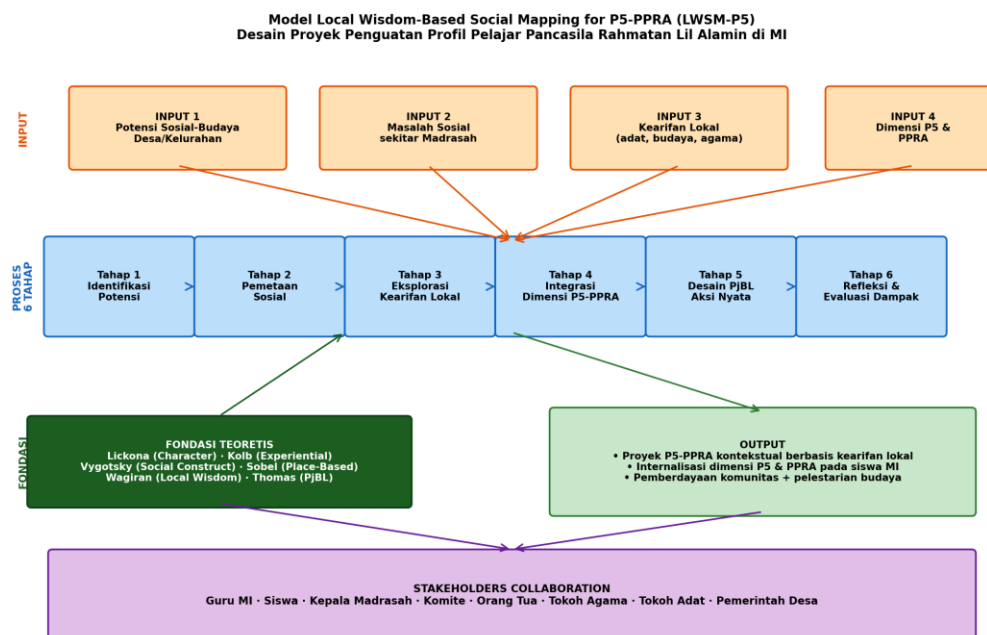 Model Local Wisdom-Based Social Mapping for P5-PPRA (LWSM-P5)
Desain Proyek Penguatan Profil Pelajar Pancasila Rahmatan Lil Alamin di MI
INPUT
INPUT 1
Potensi Sosial-Budaya
Desa/Kelurahan
INPUT 2
Masalah Sosial
sekitar Madrasah
INPUT 3
Kearifan Lokal
(adat, budaya, agama)
INPUT 4
Dimensi P5 &
PPRA
PROSES
6 TAHAP
Tahap 1
Identifikasi
Potensi
Tahap 2
Pemetaan
Sosial
Tahap 3
Eksplorasi
Kearifan Lokal
Tahap 4
Integrasi
Dimensi P5-PPRA
Tahap 5
Desain PjBL
Aksi Nyata
Tahap 6
Refleksi &
Evaluasi Dampak
FONDASI
FONDASI TEORETIS
Lickona (Character) · Kolb (Experiential)
Vygotsky (Social Construct) · Sobel (Place-Based)
Wagiran (Local Wisdom) · Thomas (PjBL)
OUTPUT
• Proyek P5-PPRA kontekstual berbasis kearifan lokal
• Internalisasi dimensi P5 & PPRA pada siswa MI
• Pemberdayaan komunitas + pelestarian budaya
STAKEHOLDERS COLLABORATION
Guru MI · Siswa · Kepala Madrasah · Komite · Orang Tua · Tokoh Agama · Tokoh Adat · Pemerintah Desa